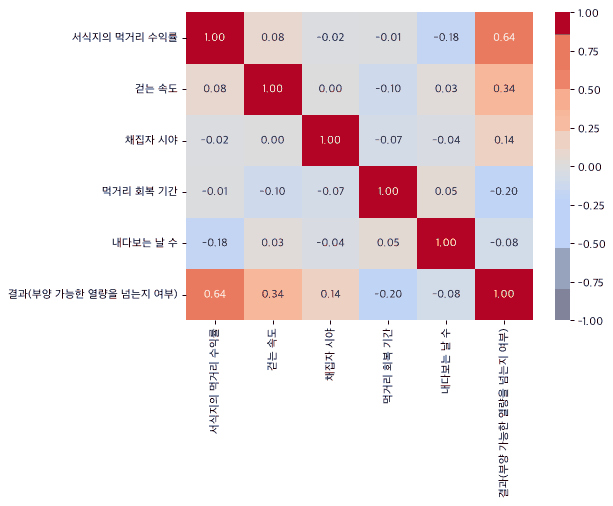 서식지의 먹거리 수익률
1.00 0.08 -0.02 -0.01 -0.18 0.64
걷는 속도
0.08 1.00 0.00 -0.10 0.03 0.34
채집자 시야
-0.02 0.00 1.00 -0.07 -0.04 0.14
먹거리 회복 기간
-0.01 -0.10 -0.07 1.00 0.05 -0.20
내다보는 날 수
-0.18 0.03 -0.04 0.05 1.00 -0.08
결과(부양 가능한 열량을 넘는지 여부)
0.64 0.34 0.14 -0.20 -0.08 1.00
서식지의 먹거리 수익률
걷는 속도
채집자 시야
먹거리 회복 기간
내다보는 날 수
결과(부양 가능한 열량을 넘는지 여부)
1.00
0.75
0.50
0.25
0.00
-0.25
-0.50
-0.75
-1.00